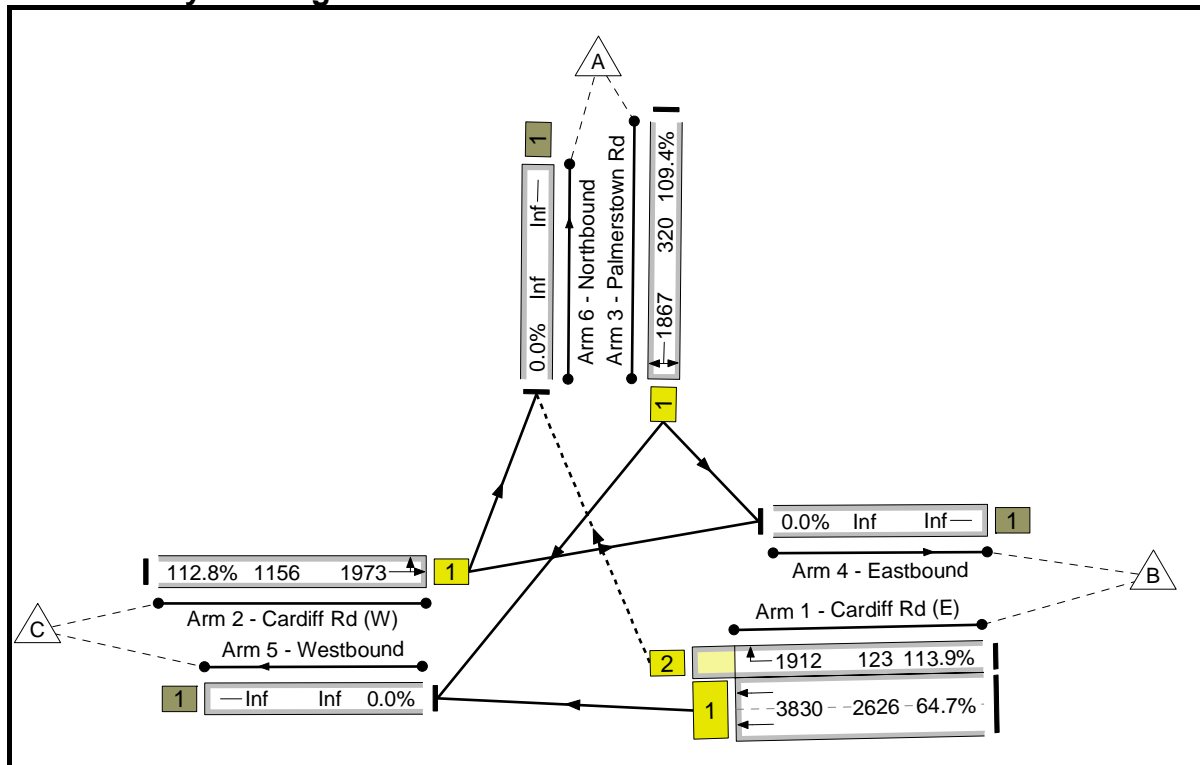 A
1
0.0% Inf Inf
Arm 6 - Northbound
Arm 3 - Palmerstown Rd
1867 320 109.4%
1
0.0% Inf Inf
1
Arm 4 - Eastbound
B
112.8% 1156 1973
1
Arm 2 - Cardiff Rd (W)
C
Arm 5 - Westbound
1
Inf Inf 0.0%
Arm 1 - Cardiff Rd (E)
2
1912 123 113.9%
1
3830 2626 64.7%